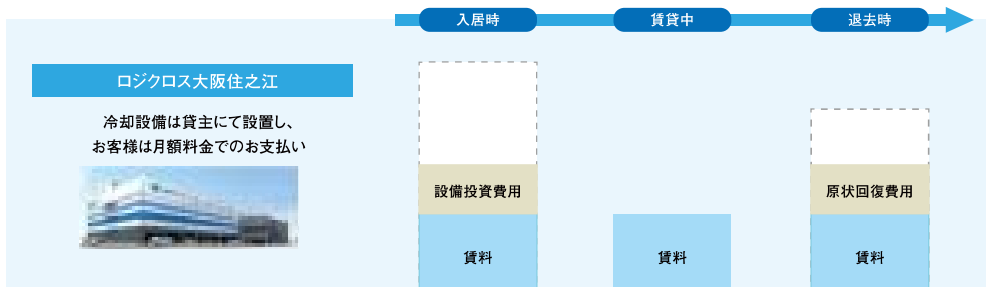 入居時
賃貸中
退去時
ロジクロス大阪住之江
冷却設備は貸主にて設置し、
お客様は月額料金でのお支払い
設備投資費用
原状回復費用
賃料
賃料
賃料